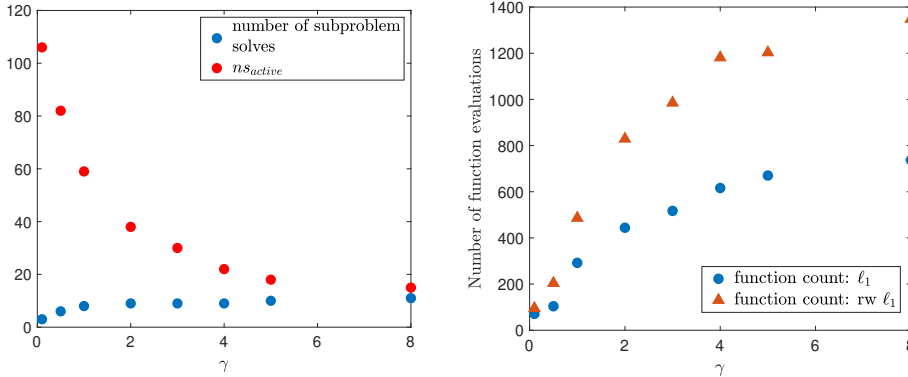 120
100
80
60
40
20
0
0 2 4 6 8
γ
number of subproblem
solves
ns_active
1400
1200
1000
800
600
400
200
0
0 2 4 6 8
γ
Number of function evaluations
function count: ℓ₁
function count: rw ℓ₁